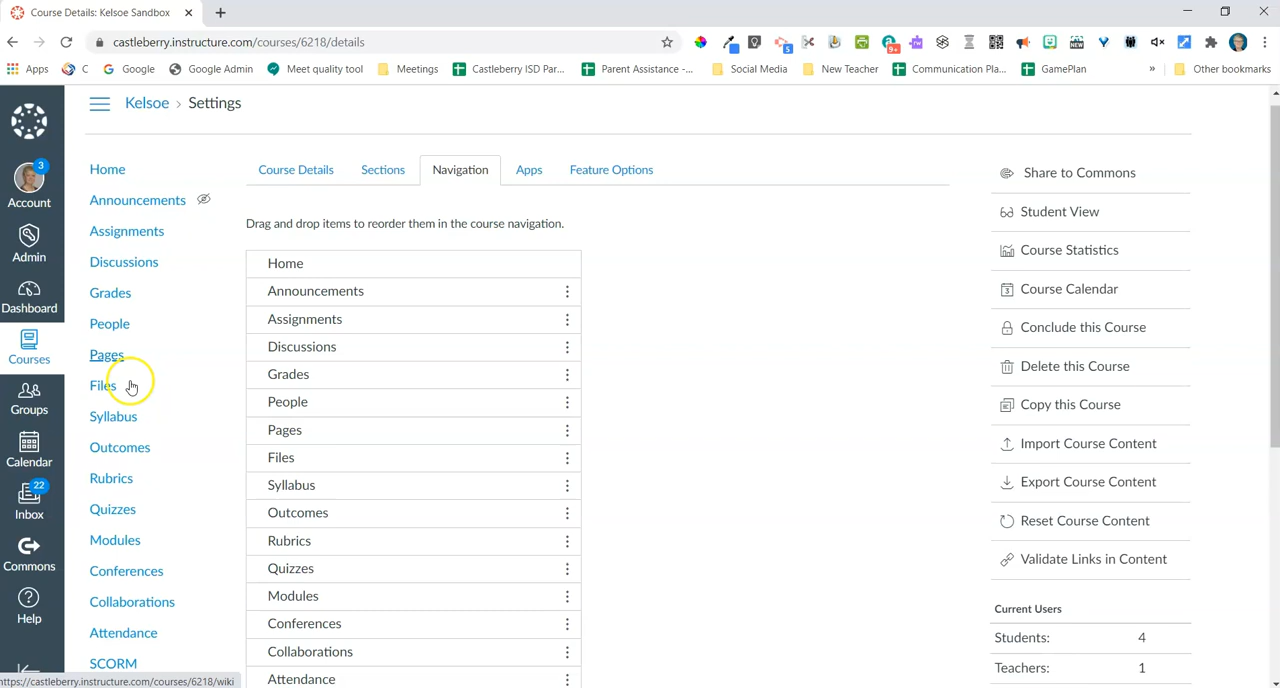 Course Details: Kelsoe Sandbox
castleberry.instructure.com/courses/6218/details
5
9+
NEW
Apps
C
Google
Google Admin
Meet quality tool
Meetings
Castleberry ISD Par...
Parent Assistance -...
Social Media
New Teacher
Communication Pla...
GamePlan
»
Other bookmarks
Kelsoe › Settings
3
Account
Admin
Dashboard
Courses
Groups
Calendar
22
Inbox
Commons
Help
Home
Announcements
Assignments
Discussions
Grades
People
Pages
Files
Syllabus
Outcomes
Rubrics
Quizzes
Modules
Conferences
Collaborations
Attendance
SCORM
Course Details
Sections
Navigation
Apps
Feature Options
Drag and drop items to reorder them in the course navigation.
Home
Announcements
Assignments
Discussions
Grades
People
Pages
Files
Syllabus
Outcomes
Rubrics
Quizzes
Modules
Conferences
Collaborations
Attendance
Share to Commons
Student View
Course Statistics
Course Calendar
Conclude this Course
Delete this Course
Copy this Course
Import Course Content
Export Course Content
Reset Course Content
Validate Links in Content
Current Users
Students: 4
Teachers: 1
https://castleberry.instructure.com/courses/6218/wiki